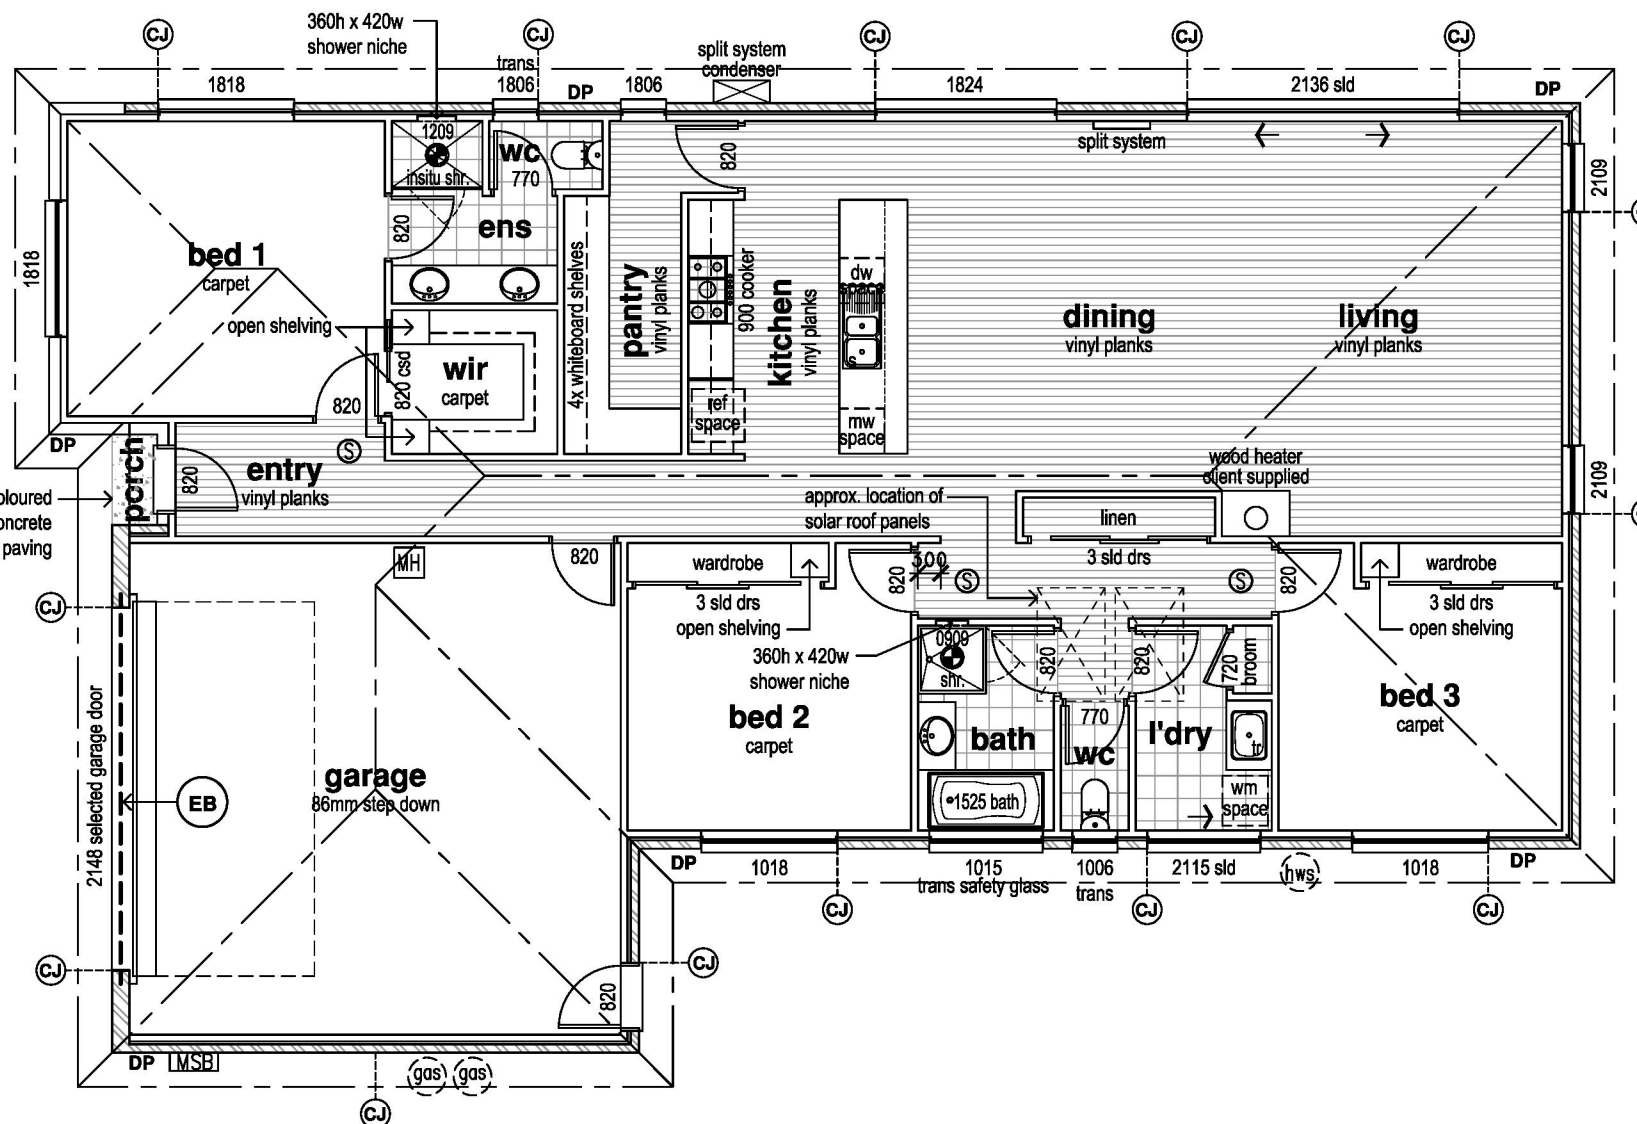 360h x 420w
shower niche
CJ
CJ
CJ
CJ
CJ
split system
condenser
trans
1818
1806
DP
1806
1824
2136 sld
DP
1209
insitu shr.
wc
770
820
split system
2109
820
ens
bed 1
carpet
1818
4x whiteboard shelves
pantry
vinyl planks
900 cooker
kitchen
vinyl planks
dw
space
dining
vinyl planks
living
vinyl planks
open shelving
820 csd
wir
carpet
820
ref
space
s
mw
space
DP
porch
820
entry
vinyl planks
S
wood heater
client supplied
2109
oloured
oncrete
paving
approx. location of
solar roof panels
linen
3 sld drs
MH
820
wardrobe
3 sld drs
open shelving
820
300
S
S
820
wardrobe
3 sld drs
open shelving
CJ
360h x 420w
shower niche
0909
shr.
820
820
720
broom
bed 2
carpet
bath
770
wc
l'dry
tr
bed 3
carpet
2148 selected garage door
EB
garage
86mm step down
1525 bath
wm
space
DP
1018
1015
trans safety glass
1006
trans
2115 sld
hws
1018
DP
CJ
CJ
CJ
CJ
CJ
820
DP
MSB
gas
gas
CJ